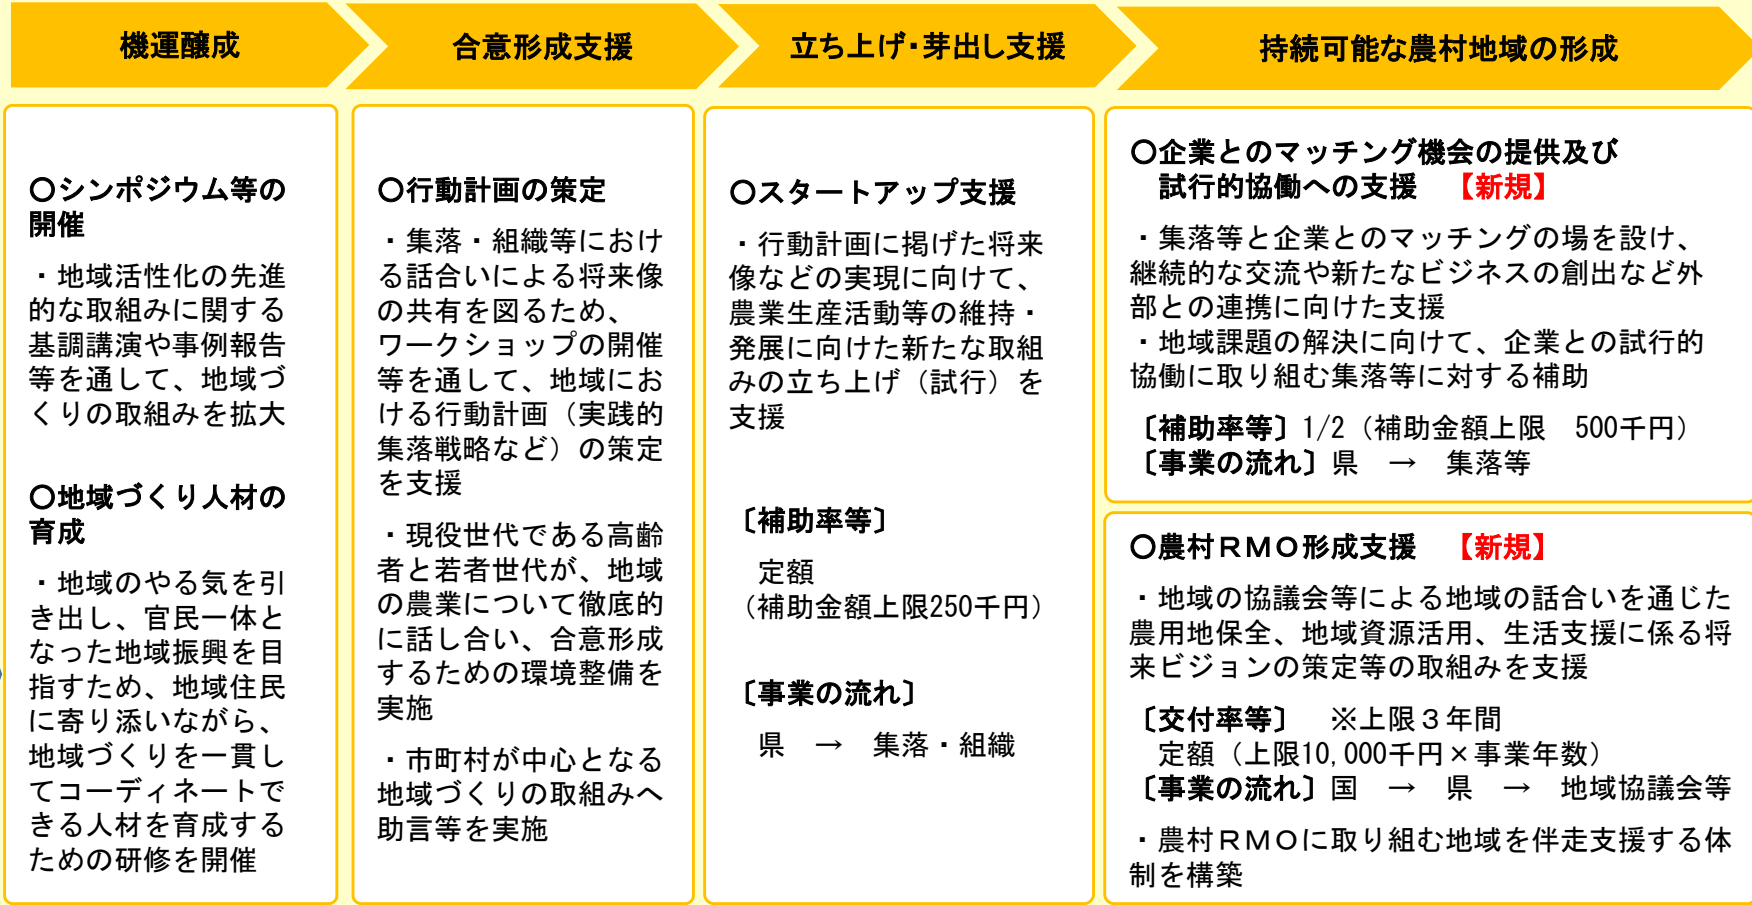 機運醸成
合意形成支援
立ち上げ・芽出し支援
持続可能な農村地域の形成
〇シンポジウム等の
開催
・地域活性化の先進
的な取組みに関する
基調講演や事例報告
等を通して、地域づ
くりの取組みを拡大
〇地域づくり人材の
育成
・地域のやる気を引
き出し、官民一体と
なった地域振興を目
指すため、地域住民
に寄り添いながら、
地域づくりを一貫し
てコーディネートで
きる人材を育成する
ための研修を開催
〇行動計画の策定
・集落・組織等におけ
る話合いによる将来像
の共有を図るため、
ワークショップの開催
等を通して、地域にお
ける行動計画（実践的
集落戦略など）の策定
を支援
・現役世代である高齢
者と若者世代が、地域
の農業について徹底的
に話し合い、合意形成
するための環境整備を
実施
・市町村が中心となる
地域づくりの取組みへ
助言等を実施
〇スタートアップ支援
・行動計画に掲げた将来
像などの実現に向けて、
農業生産活動等の維持・
発展に向けた新たな取組
みの立ち上げ（試行）を
支援
〔補助率等〕
定額
（補助金額上限250千円）
〔事業の流れ〕
県　→　集落・組織
〇企業とのマッチング機会の提供及び
試行的協働への支援　【新規】
・集落等と企業とのマッチングの場を設け、
継続的な交流や新たなビジネスの創出など外
部との連携に向けた支援
・地域課題の解決に向けて、企業との試行的
協働に取り組む集落等に対する補助
〔補助率等〕1/2（補助金額上限　500千円）
〔事業の流れ〕県　→　集落等
〇農村ＲＭＯ形成支援　【新規】
・地域の協議会等による地域の話合いを通じた
農用地保全、地域資源活用、生活支援に係る将
来ビジョンの策定等の取組みを支援
〔交付率等〕　※上限３年間
定額（上限10,000千円×事業年数）
〔事業の流れ〕国　→　県　→　地域協議会等
・農村ＲＭＯに取り組む地域を伴走支援する体
制を構築